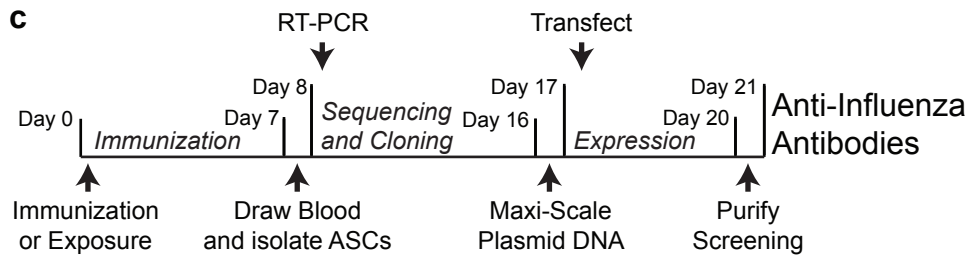 c
RT-PCR
Transfect
Day 0
Immunization
Day 7
Day 8
Sequencing
and Cloning
Day 16
Day 17
Expression
Day 20
Day 21
Anti-Influenza
Antibodies
Immunization
or Exposure
Draw Blood
and isolate ASCs
Maxi-Scale
Plasmid DNA
Purify
Screening